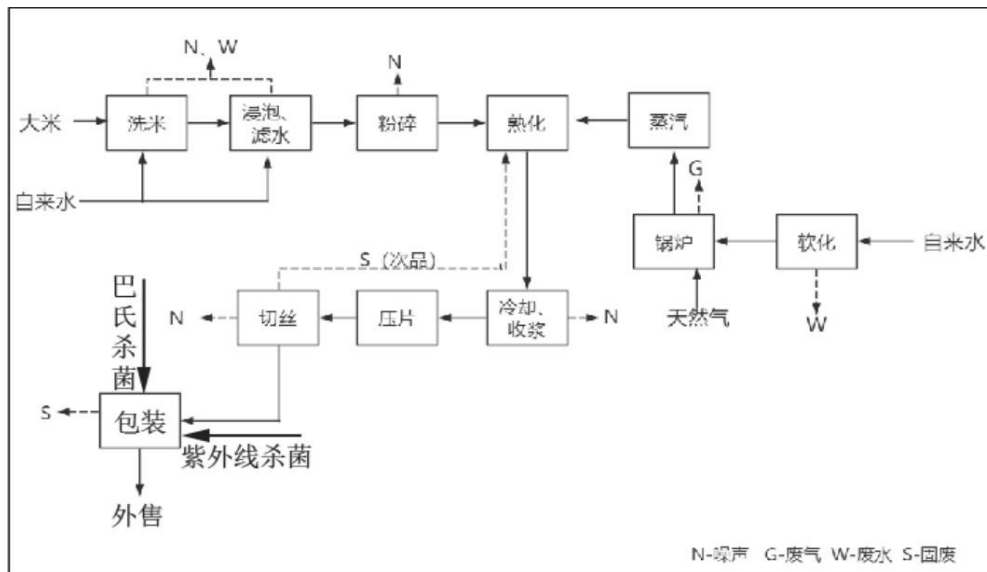 N、W
N
大米
洗米
浸泡、
滤水
粉碎
熟化
蒸汽
G
自来水
锅炉
软化
自来水
S（次品）
天然气
W
巴氏杀菌
N
切丝
压片
冷却、
收浆
N
S
包装
紫外线杀菌
外售
N-噪声 G-废气 W-废水 S-固废